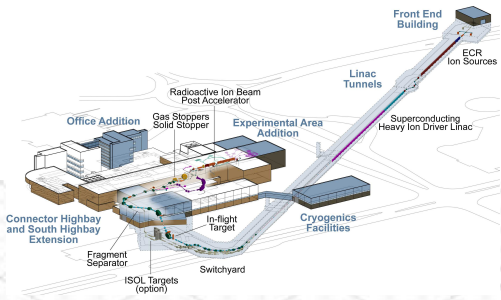 Front End
Building
ECR
Ion Sources
Linac
Tunnels
Radioactive Ion Beam
Post Accelerator
Superconducting
Heavy Ion Driver Linac
Gas Stoppers
Solid Stopper
Office Addition
Experimental Area
Addition
Connector Highbay
and South Highbay
Extension
In-flight
Target
Cryogenics
Facilities
Fragment
Separator
Switchyard
ISOL Targets
(option)